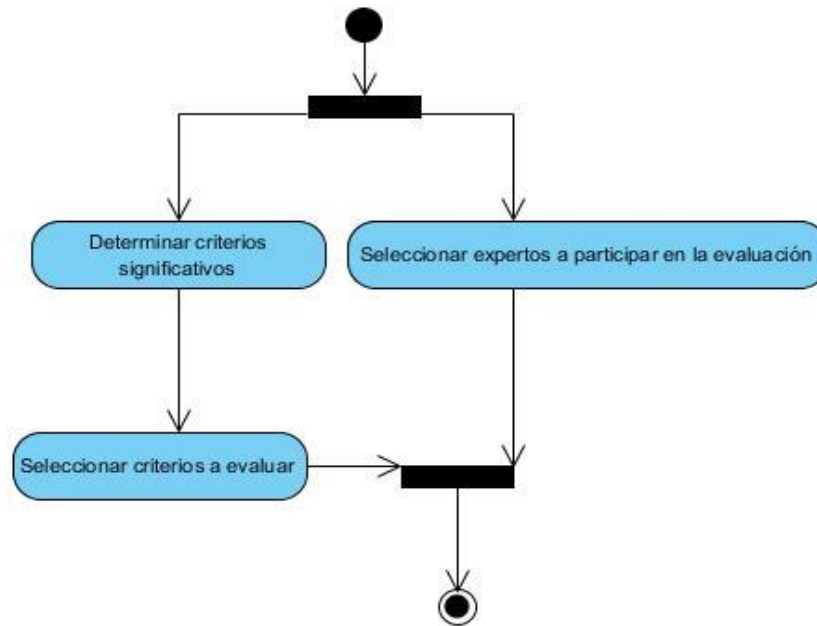 Determinar criterios
significativos
Seleccionar expertos a participar en la evaluación
Seleccionar criterios a evaluar